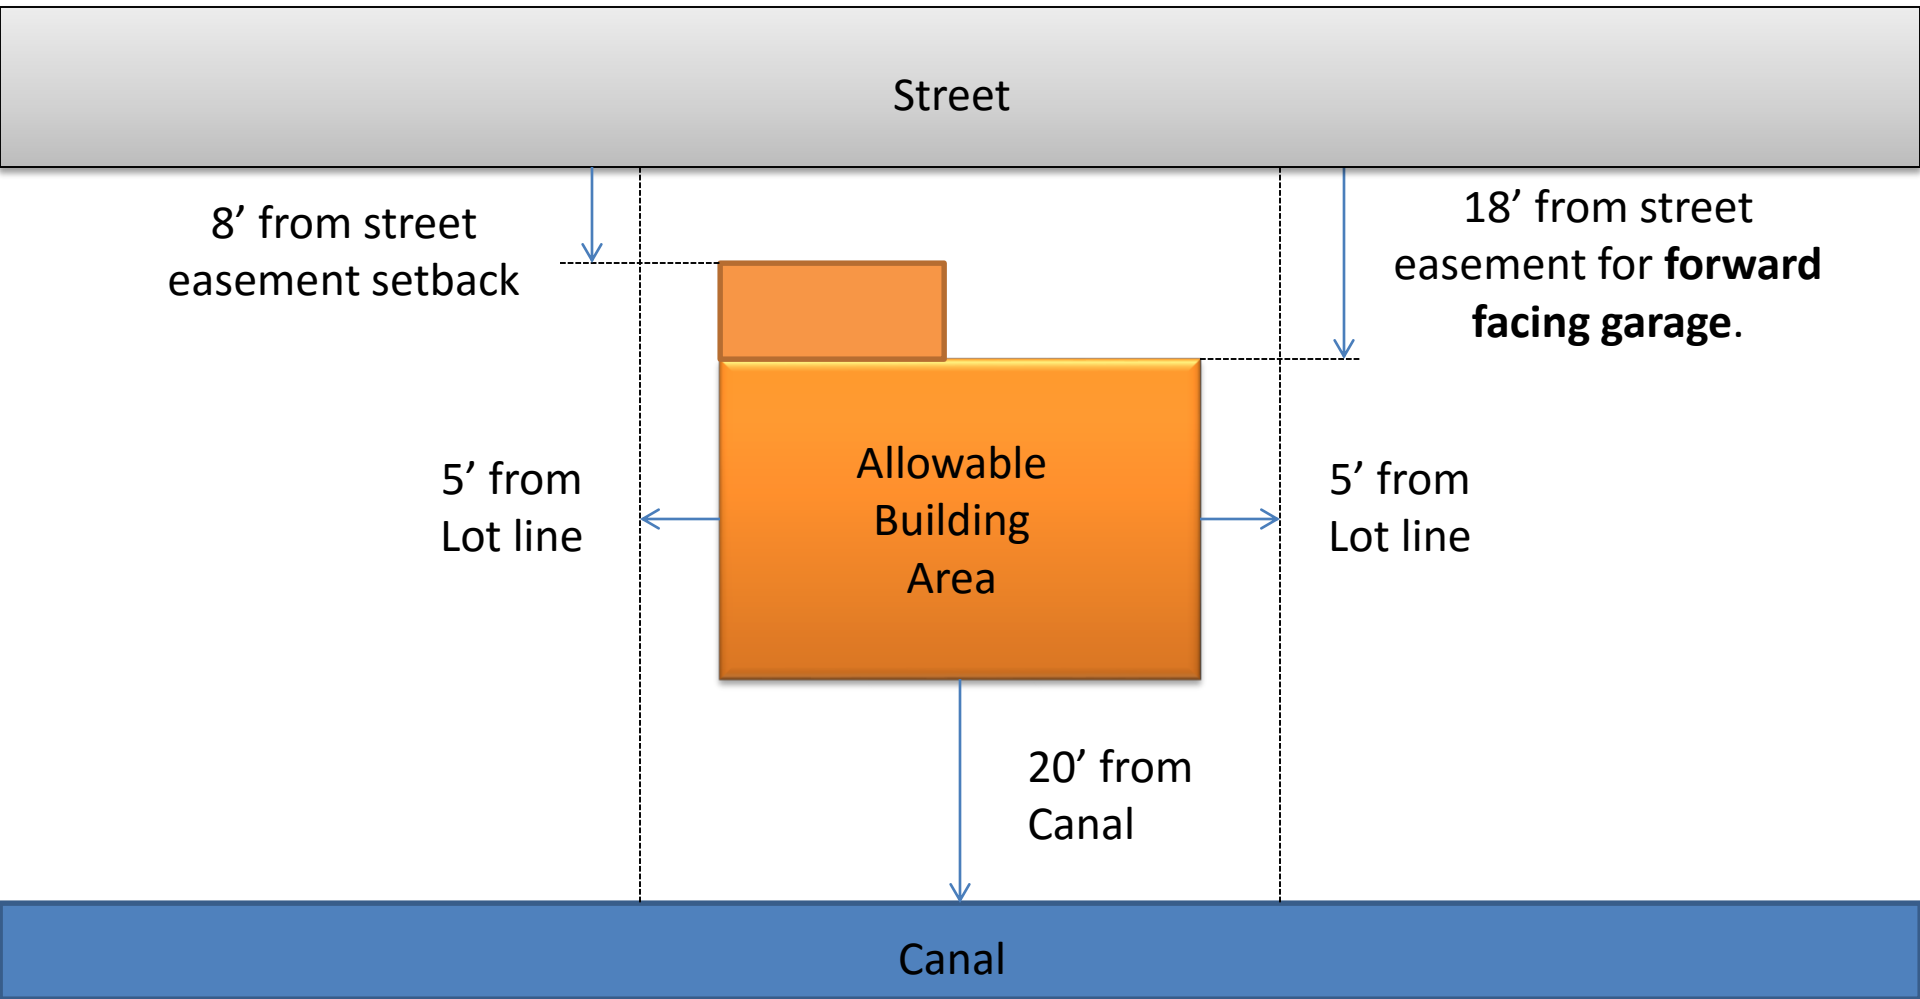 Street
8’ from street
easement setback
18’ from street
easement for forward
facing garage.
5’ from
Lot line
Allowable
Building
Area
5’ from
Lot line
20’ from
Canal
Canal